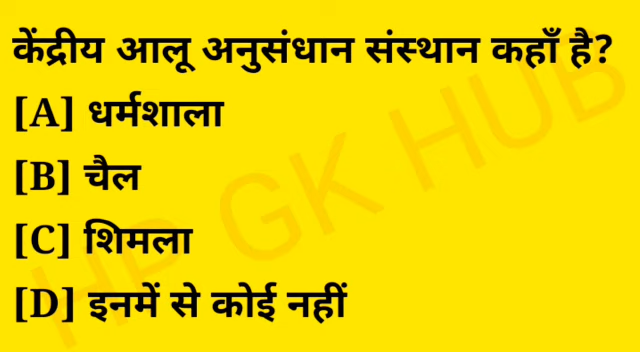 केंद्रीय आलू अनुसंधान संस्थान कहाँ है?
[A] धर्मशाला
[B] चैल
[C] शिमला
[D] इनमें से कोई नहीं
HP GK HUB